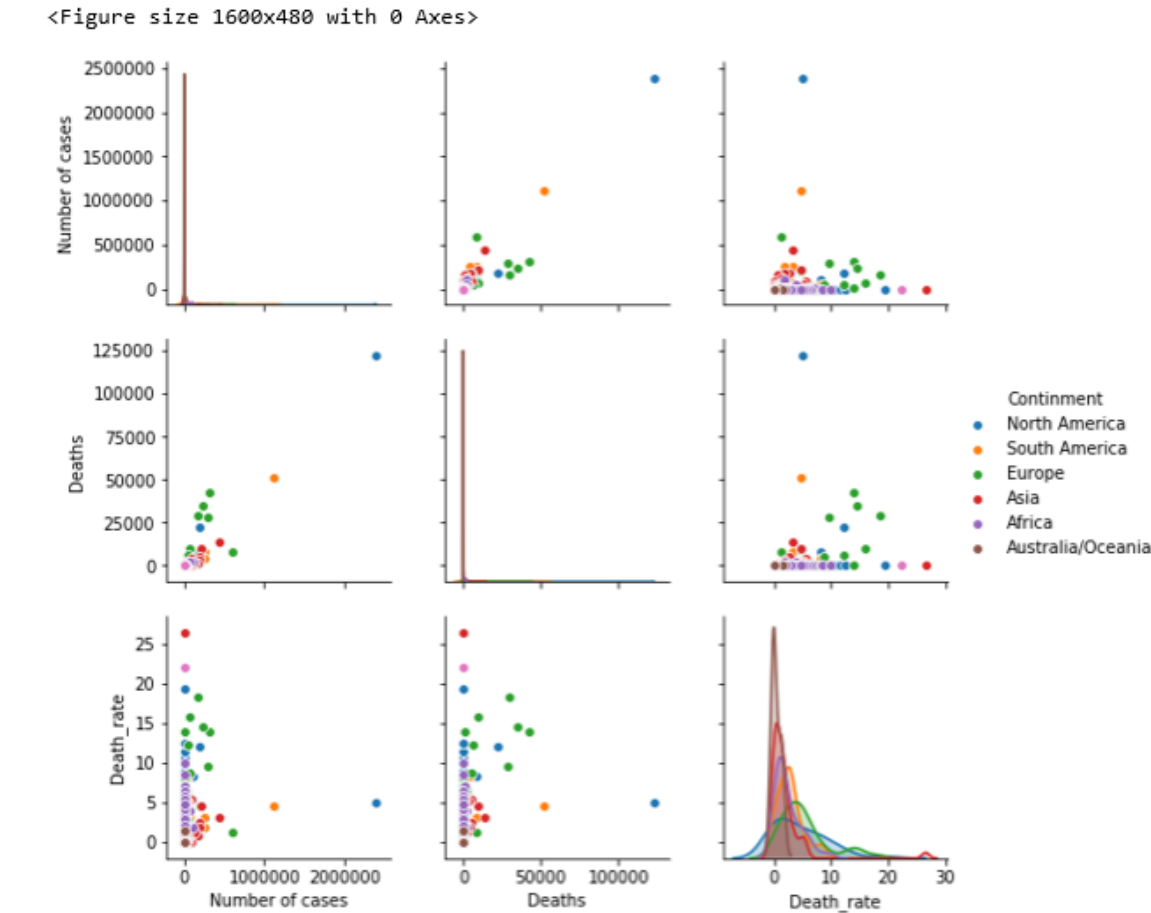 <Figure size 1600x480 with 0 Axes>
2500000
2000000
1500000
1000000
500000
0
Number of cases
125000
100000
75000
50000
25000
0
Deaths
Continment
North America
South America
Europe
Asia
Africa
Australia/Oceania
25
20
15
10
5
0
Death_rate
0 1000000 2000000
Number of cases
0 50000 100000
Deaths
0 10 20 30
Death_rate